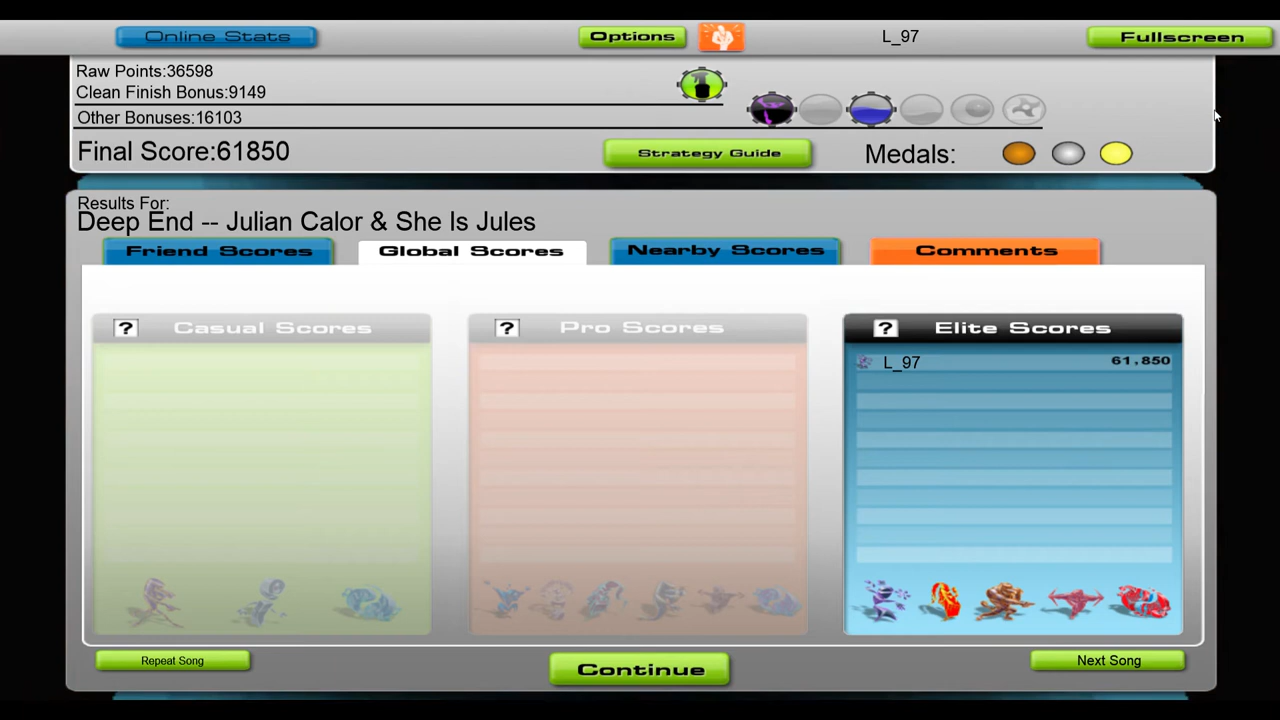 Online Stats
Options
L_97
Fullscreen
Raw Points:36598
Clean Finish Bonus:9149
Other Bonuses:16103
Final Score:61850
Strategy Guide
Medals:
Results For:
Deep End -- Julian Calor & She Is Jules
Friend Scores
Global Scores
Nearby Scores
Comments
? Casual Scores
? Pro Scores
? Elite Scores
L_97 61,850
Repeat Song
Continue
Next Song